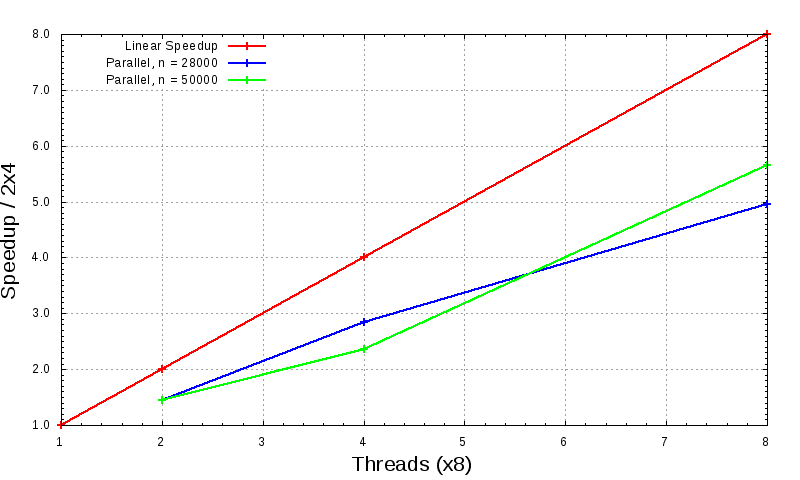 Linear Speedup
Parallel, n = 28000
Parallel, n = 50000
8.0
7.0
6.0
5.0
4.0
3.0
2.0
1.0
Speedup / 2x4
1 2 3 4 5 6 7 8
Threads (x8)